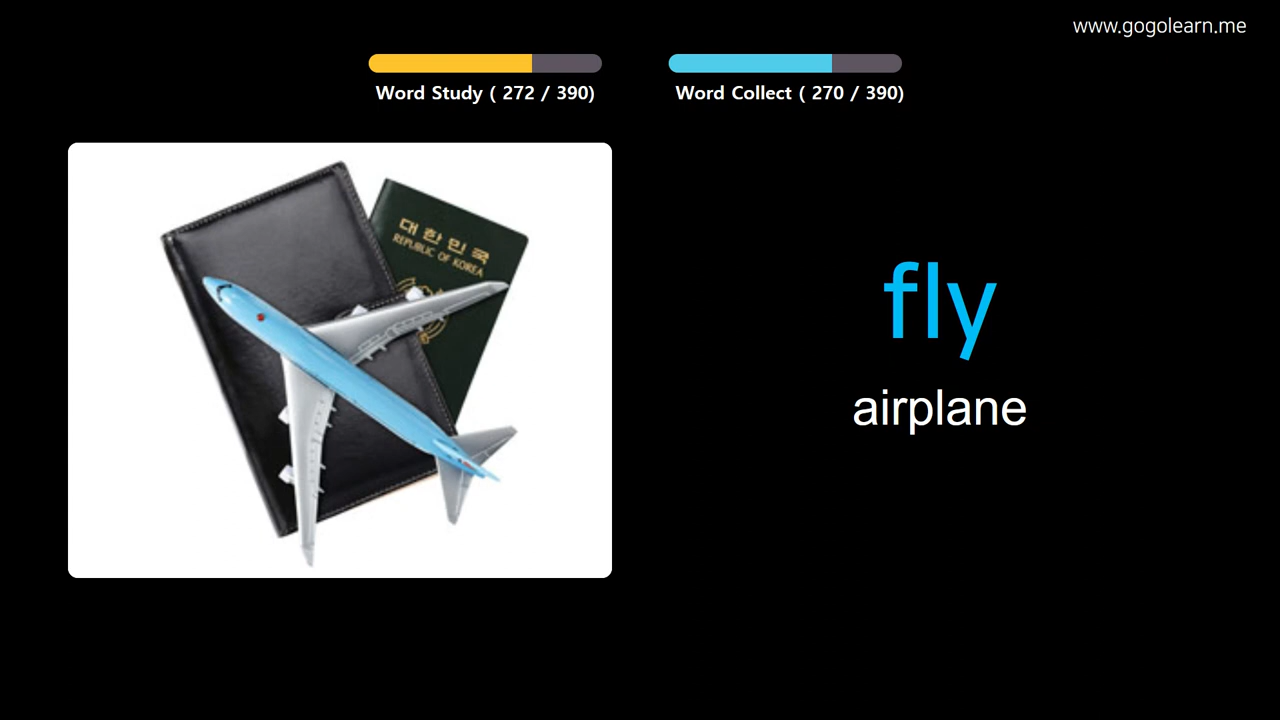 www.gogolearn.me
Word Study ( 272 / 390)
Word Collect ( 270 / 390)
대한민국
REPUBLIC OF KOREA
fly
airplane